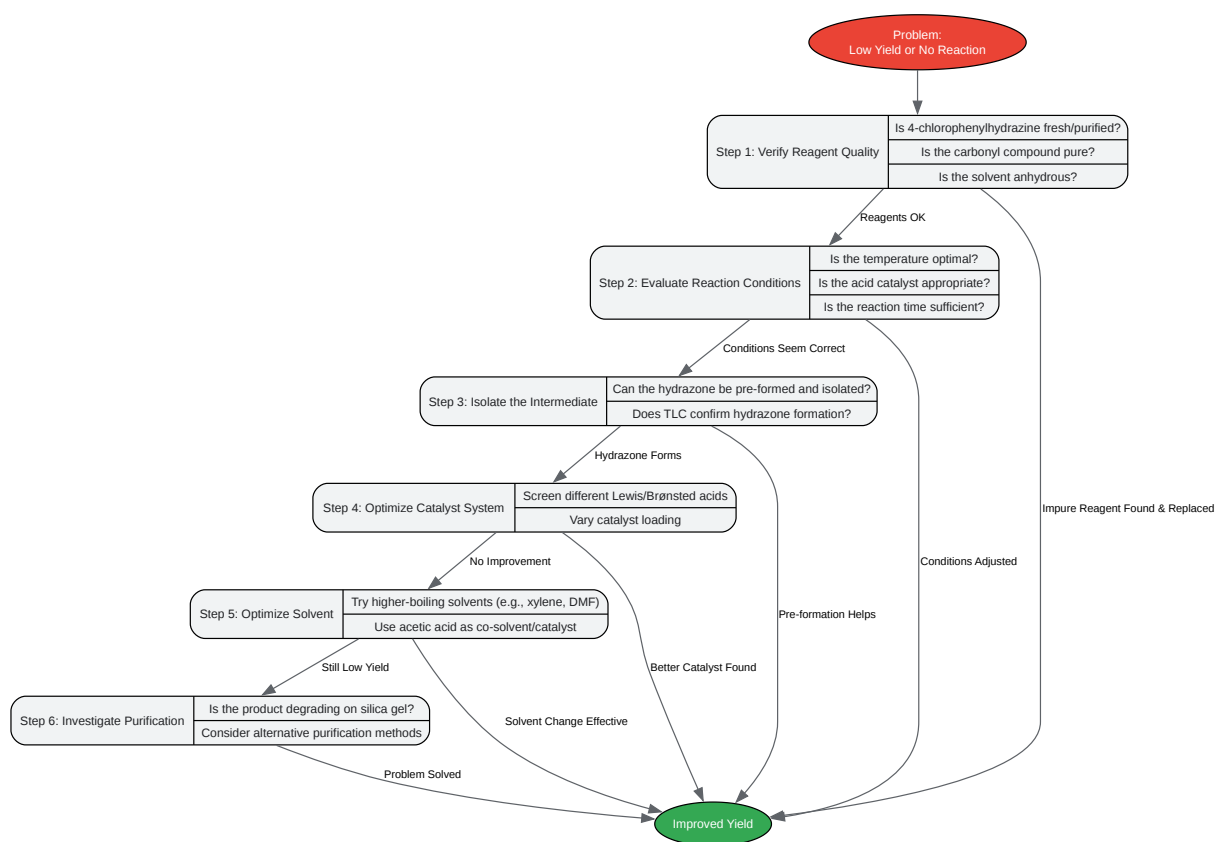 Problem:
Low Yield or No Reaction
Step 1: Verify Reagent Quality
Is 4-chlorophenylhydrazine fresh/purified?
Is the carbonyl compound pure?
Is the solvent anhydrous?
Reagents OK
Step 2: Evaluate Reaction Conditions
Is the temperature optimal?
Is the acid catalyst appropriate?
Is the reaction time sufficient?
Conditions Seem Correct
Step 3: Isolate the Intermediate
Can the hydrazone be pre-formed and isolated?
Does TLC confirm hydrazone formation?
Hydrazone Forms
Step 4: Optimize Catalyst System
Screen different Lewis/Brønsted acids
Vary catalyst loading
Impure Reagent Found & Replaced
No Improvement
Conditions Adjusted
Step 5: Optimize Solvent
Try higher-boiling solvents (e.g., xylene, DMF)
Use acetic acid as co-solvent/catalyst
Pre-formation Helps
Still Low Yield
Better Catalyst Found
Step 6: Investigate Purification
Is the product degrading on silica gel?
Consider alternative purification methods
Solvent Change Effective
Problem Solved
Improved Yield